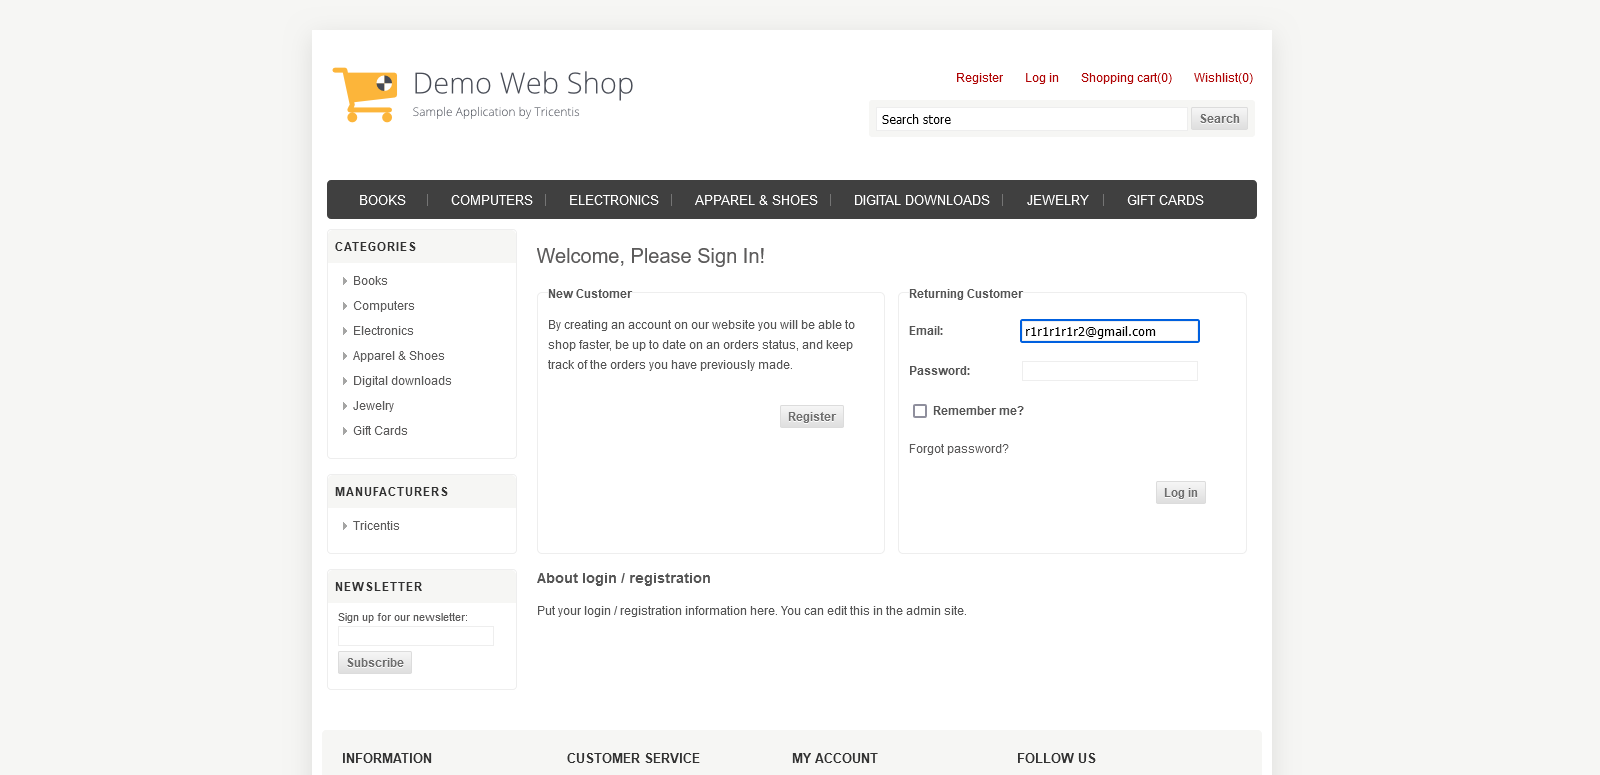 Demo Web Shop
Sample Application by Tricentis
Register Log in Shopping cart(0) Wishlist(0)
Search store Search
BOOKS COMPUTERS ELECTRONICS APPAREL & SHOES DIGITAL DOWNLOADS JEWELRY GIFT CARDS
CATEGORIES
Books
Computers
Electronics
Apparel & Shoes
Digital downloads
Jewelry
Gift Cards
MANUFACTURERS
Tricentis
NEWSLETTER
Sign up for our newsletter:
Subscribe
Welcome, Please Sign In!
New Customer
By creating an account on our website you will be able to
shop faster, be up to date on an orders status, and keep
track of the orders you have previously made.
Register
Returning Customer
Email: r1r1r1r1r2@gmail.com
Password:
Remember me?
Forgot password?
Log in
About login / registration
Put your login / registration information here. You can edit this in the admin site.
INFORMATION CUSTOMER SERVICE MY ACCOUNT FOLLOW US